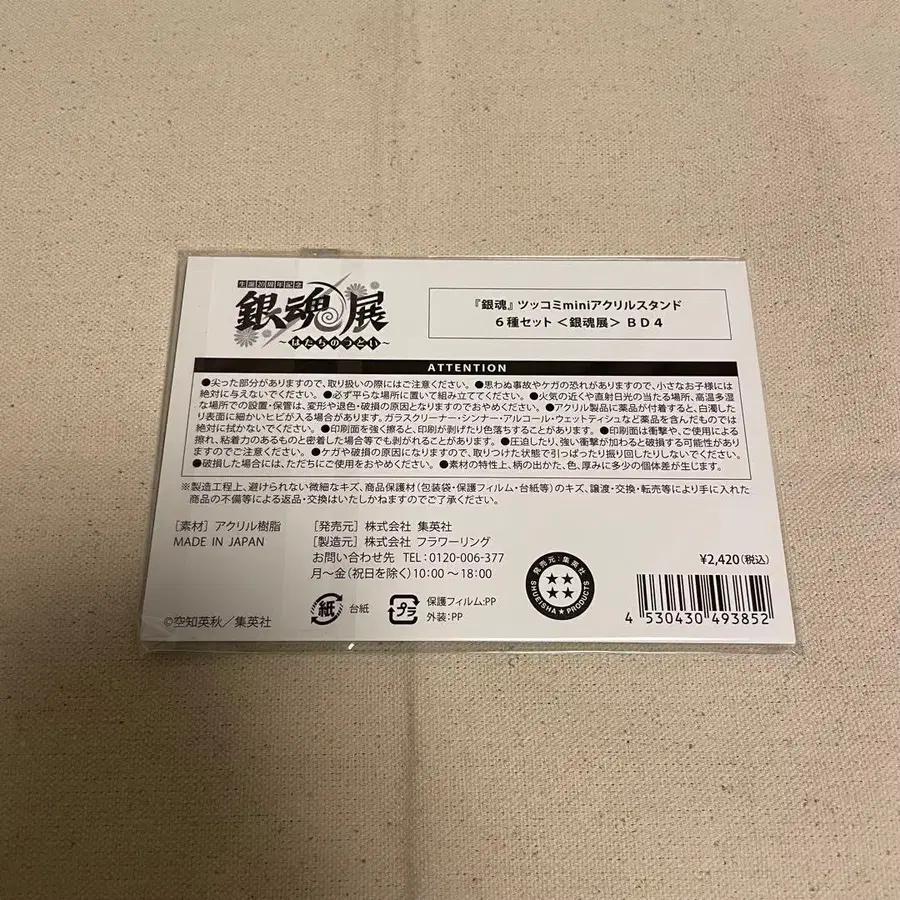 生誕20周年記念
銀魂展
〜はたちのつどい〜
『銀魂』ツッコミminiアクリルスタンド
6種セット＜銀魂展＞ BD4
ATTENTION
●尖った部分がありますので、取り扱いの際にはご注意ください。●思わぬ事故やケガの恐れがありますので、小さなお子様には
絶対に与えないでください。●必ず平らな場所に置いて組み立ててください。●火気の近くや直射日光の当たる場所、高温多湿
な場所での設置・保管は、変形や退色・破損の原因となりますのでおやめください。●アクリル製品に薬品が付着すると、白濁した
り表面に細かいヒビが入る場合があります。ガラスクリーナー・シンナー・アルコール・ウェットティシュなど薬品を含んだものでは
絶対に拭かないでください。●印刷面を強く擦ると、印刷が剥げたり色落ちすることがあります。●印刷面は衝撃や、ご使用による
擦れ、粘着力のあるものと密着した場合等でも剥がれることがあります。●圧迫したり、強い衝撃が加わると破損する可能性があり
ますのでご注意ください。●ケガや破損の原因になりますので、取りつけた状態で引っぱったり振り回したりしないでください。
●破損した場合には、ただちにご使用をおやめください。●素材の特性上、柄の出かた、色、厚みに多少の個体差が生じます。
※製造工程上、避けられない微細なキズ、商品保護材（包装袋・保護フィルム・台紙等）のキズ、譲渡・交換・転売等により手に入れた
商品の不備等による返品・交換はいたしかねますのでご了承ください。
［素材］アクリル樹脂
MADE IN JAPAN
［発売元］株式会社 集英社
［製造元］株式会社 フラワーリング
お問い合わせ先 TEL：0120-006-377
月〜金（祝日を除く）10：00〜18：00
紙 台紙
プラ 保護フィルム：PP
外装：PP
©空知英秋／集英社
発売元：集英社
SHUEISHA★PRODUCTS
¥2,420（税込）
4 530430 493852